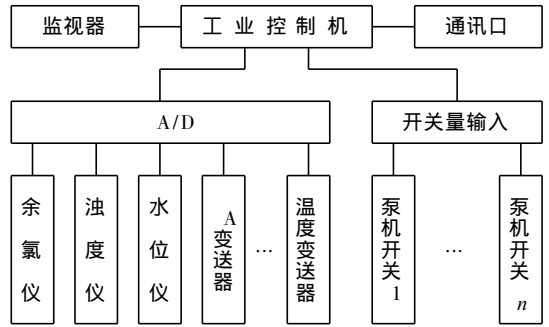 监视器
工业控制机
通讯口
A/D
开关量输入
余氯仪
浊度仪
水位仪
A变送器
…
温度变送器
泵机开关1
…
泵机开关n